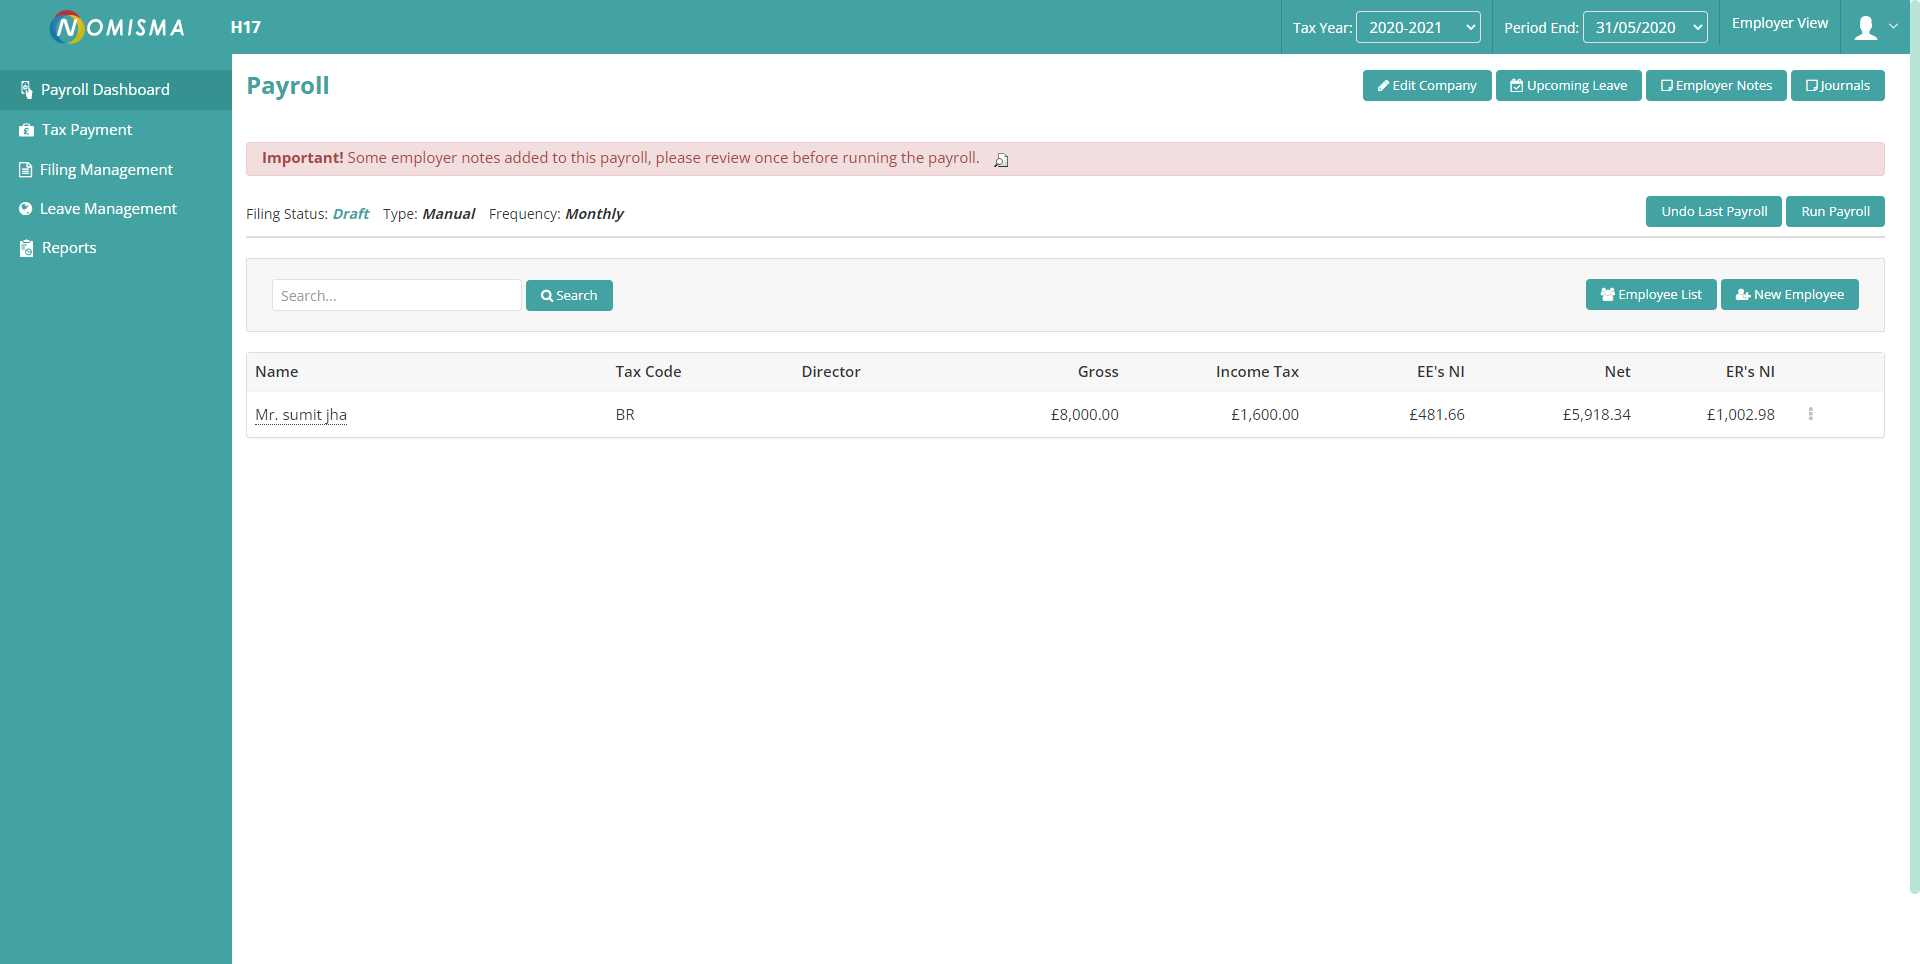 NOMISMA H17 Tax Year: 2020-2021 Period End: 31/05/2020 Employer View
Payroll Dashboard
Tax Payment
Filing Management
Leave Management
Reports
Payroll Edit Company Upcoming Leave Employer Notes Journals
Important! Some employer notes added to this payroll, please review once before running the payroll.
Filing Status: Draft Type: Manual Frequency: Monthly Undo Last Payroll Run Payroll
Search... Search Employee List New Employee
Name Tax Code Director Gross Income Tax EE's NI Net ER's NI
Mr. sumit jha BR £8,000.00 £1,600.00 £481.66 £5,918.34 £1,002.98